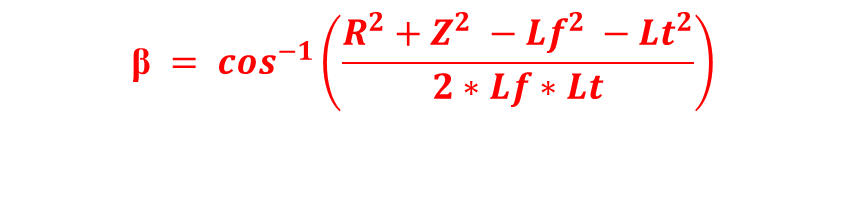 β = cos⁻¹((R² + Z² − Lf² − Lt²)/(2 * Lf * Lt))